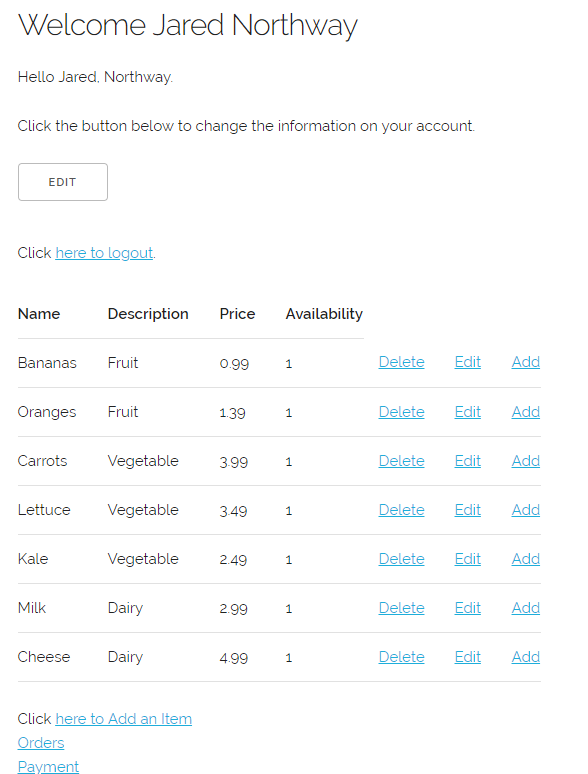 Welcome Jared Northway
Hello Jared, Northway.
Click the button below to change the information on your account.
EDIT
Click here to logout.
Name Description Price Availability
Bananas Fruit 0.99 1 Delete Edit Add
Oranges Fruit 1.39 1 Delete Edit Add
Carrots Vegetable 3.99 1 Delete Edit Add
Lettuce Vegetable 3.49 1 Delete Edit Add
Kale Vegetable 2.49 1 Delete Edit Add
Milk Dairy 2.99 1 Delete Edit Add
Cheese Dairy 4.99 1 Delete Edit Add
Click here to Add an Item
Orders
Payment